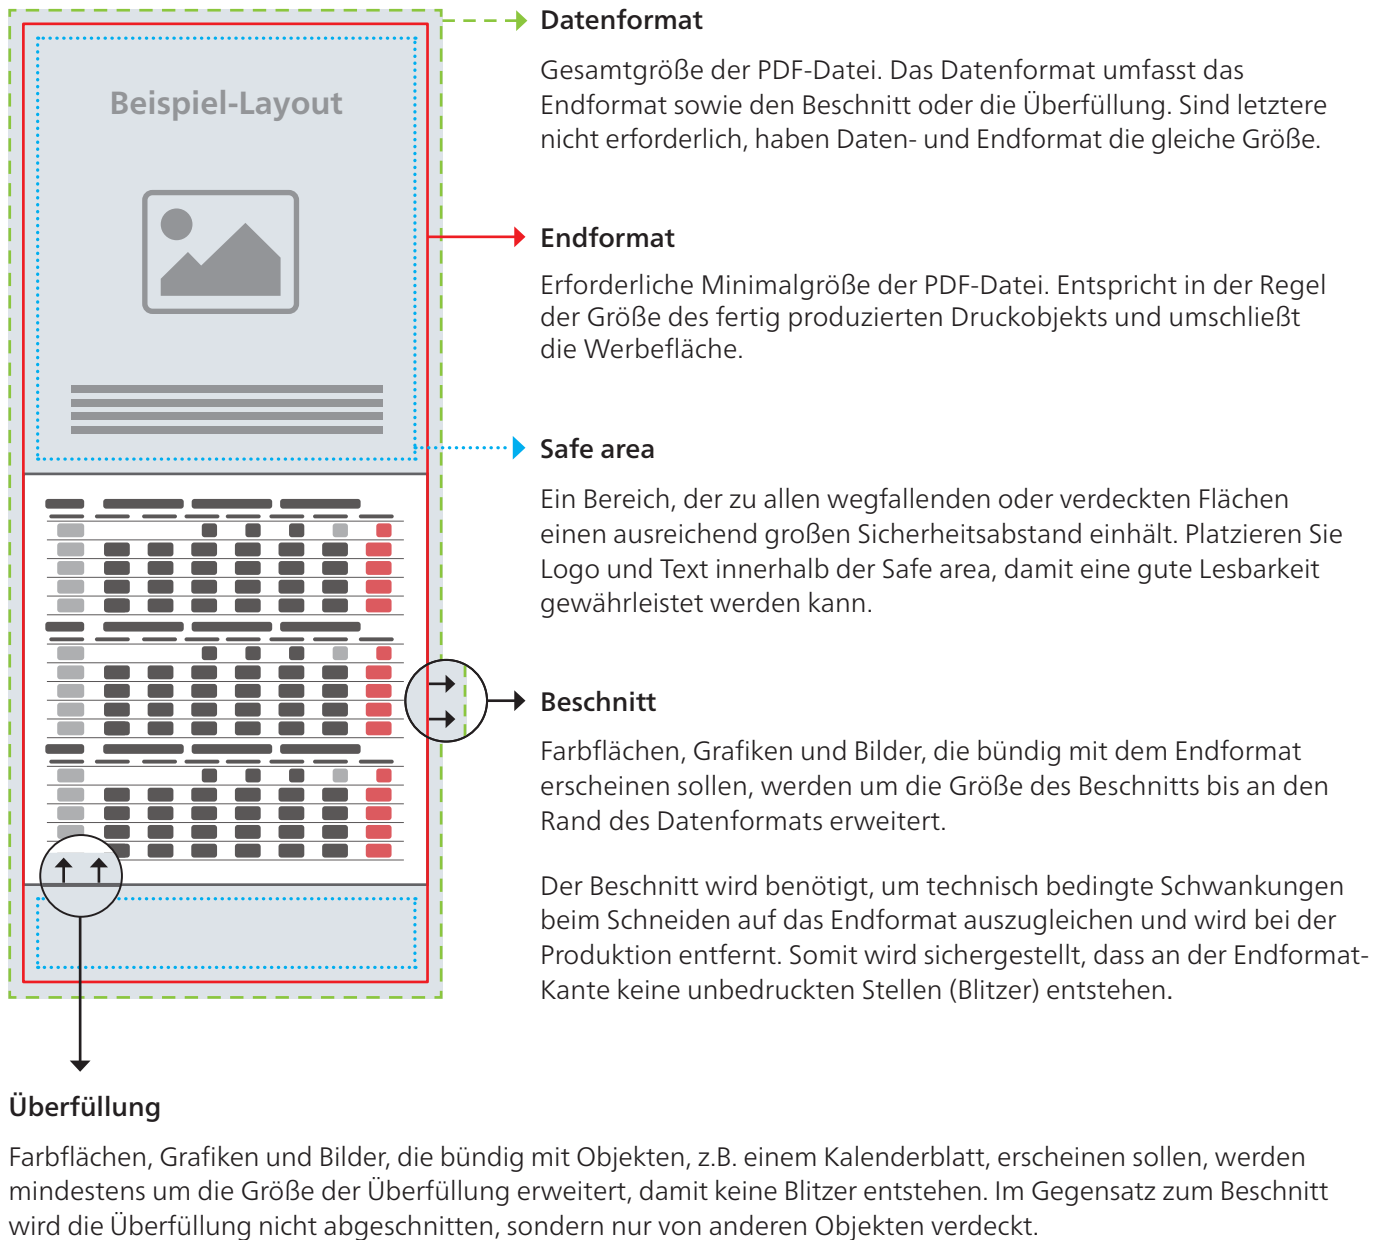 Beispiel-Layout
Datenformat
Gesamtgröße der PDF-Datei. Das Datenformat umfasst das
Endformat sowie den Beschnitt oder die Überfüllung. Sind letztere
nicht erforderlich, haben Daten- und Endformat die gleiche Größe.
Endformat
Erforderliche Minimalgröße der PDF-Datei. Entspricht in der Regel
der Größe des fertig produzierten Druckobjekts und umschließt
die Werbefläche.
Safe area
Ein Bereich, der zu allen wegfallenden oder verdeckten Flächen
einen ausreichend großen Sicherheitsabstand einhält. Platzieren Sie
Logo und Text innerhalb der Safe area, damit eine gute Lesbarkeit
gewährleistet werden kann.
Beschnitt
Farbflächen, Grafiken und Bilder, die bündig mit dem Endformat
erscheinen sollen, werden um die Größe des Beschnitts bis an den
Rand des Datenformats erweitert.
Der Beschnitt wird benötigt, um technisch bedingte Schwankungen
beim Schneiden auf das Endformat auszugleichen und wird bei der
Produktion entfernt. Somit wird sichergestellt, dass an der Endformat-
Kante keine unbedruckten Stellen (Blitzer) entstehen.
Überfüllung
Farbflächen, Grafiken und Bilder, die bündig mit Objekten, z.B. einem Kalenderblatt, erscheinen sollen, werden
mindestens um die Größe der Überfüllung erweitert, damit keine Blitzer entstehen. Im Gegensatz zum Beschnitt
wird die Überfüllung nicht abgeschnitten, sondern nur von anderen Objekten verdeckt.